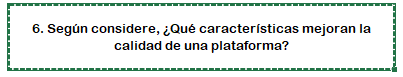 6. Según considere, ¿Qué características mejoran la
calidad de una plataforma?